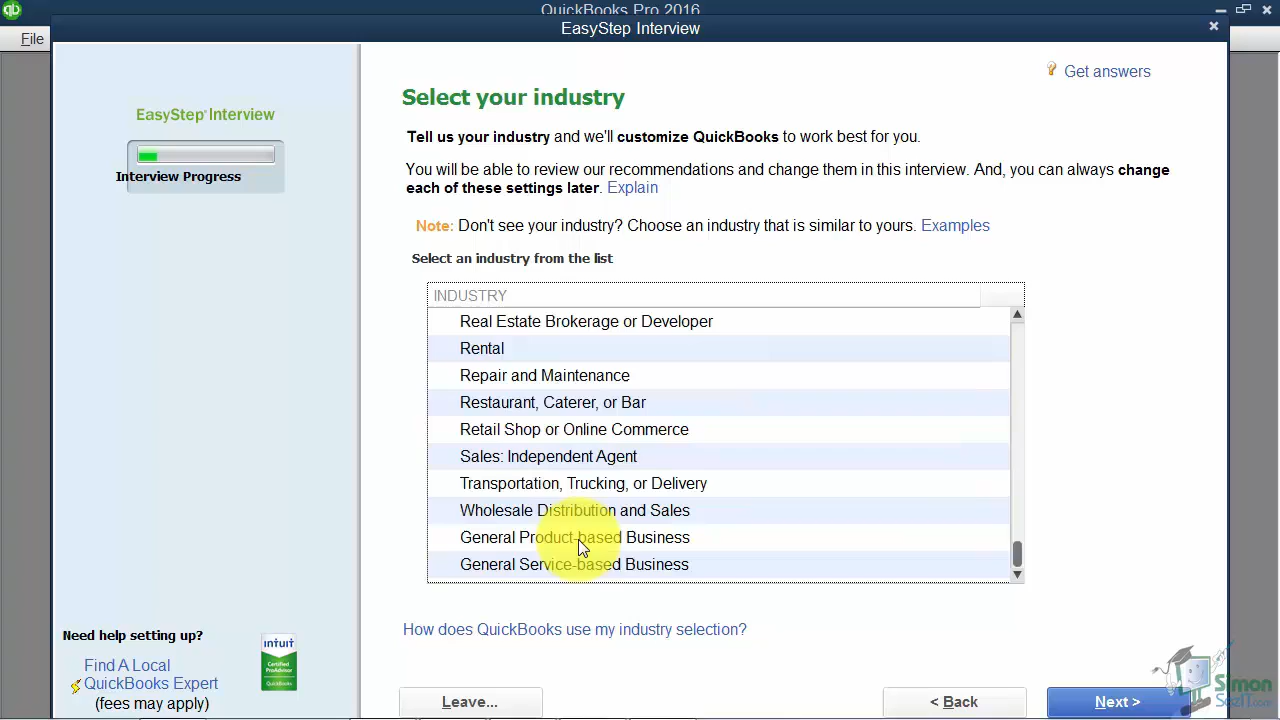 QuickBooks Pro 2016
EasyStep Interview
File
Get answers
EasyStep® Interview
Interview Progress
Select your industry
Tell us your industry and we'll customize QuickBooks to work best for you.
You will be able to review our recommendations and change them in this interview. And, you can always change
each of these settings later. Explain
Note: Don't see your industry? Choose an industry that is similar to yours. Examples
Select an industry from the list
INDUSTRY
Real Estate Brokerage or Developer
Rental
Repair and Maintenance
Restaurant, Caterer, or Bar
Retail Shop or Online Commerce
Sales: Independent Agent
Transportation, Trucking, or Delivery
Wholesale Distribution and Sales
General Product-based Business
General Service-based Business
How does QuickBooks use my industry selection?
Need help setting up?
Find A Local
QuickBooks Expert
(fees may apply)
intuit
Certified
ProAdvisor
QuickBooks
Leave...
< Back
Next >
Simon
SezIT.com